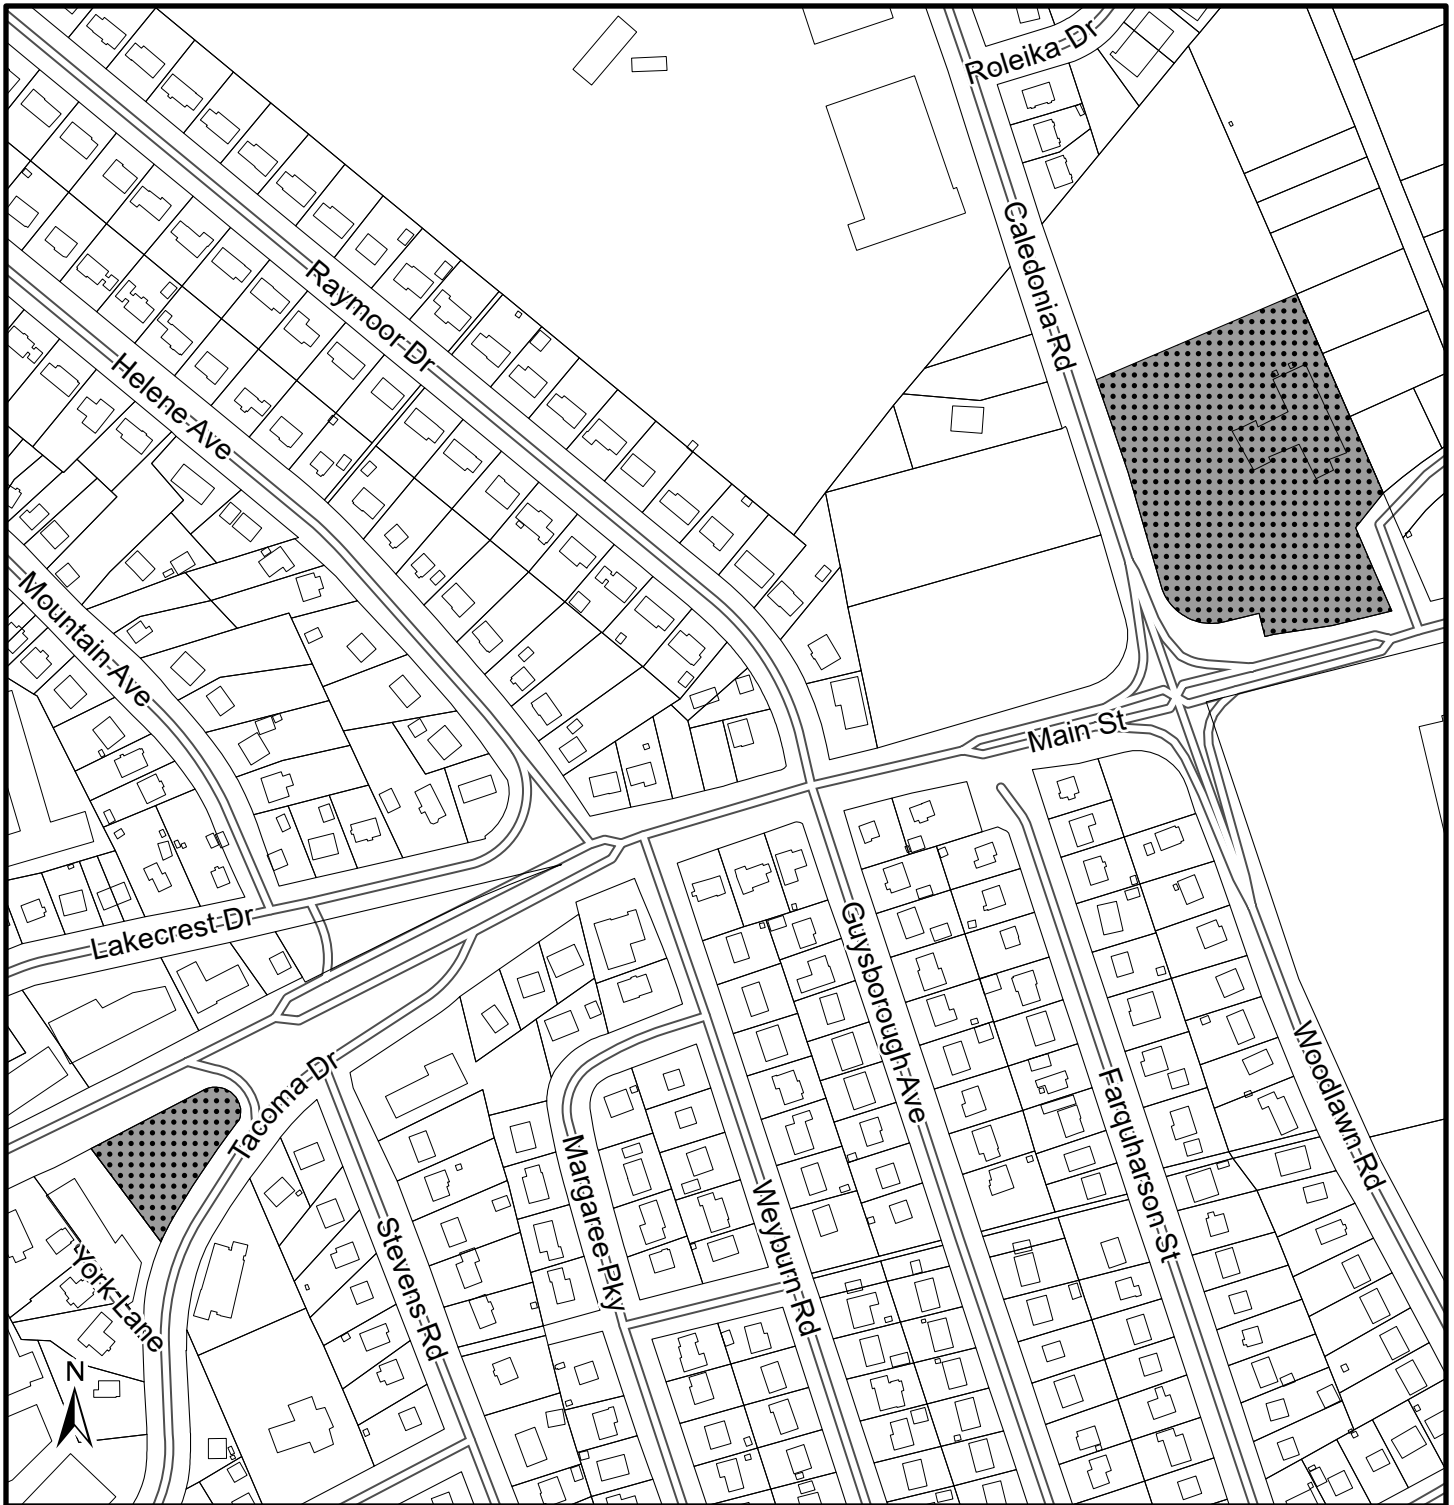 Roleika Dr
Caledonia Rd
Raymoor Dr
Helene Ave
Mountain Ave
Main St
Lakecrest Dr
Guysborough Ave
Tacoma Dr
Woodlawn Rd
Farquharson St
Margaree Pky
Weyburn Rd
Stevens Rd
York Lane
N